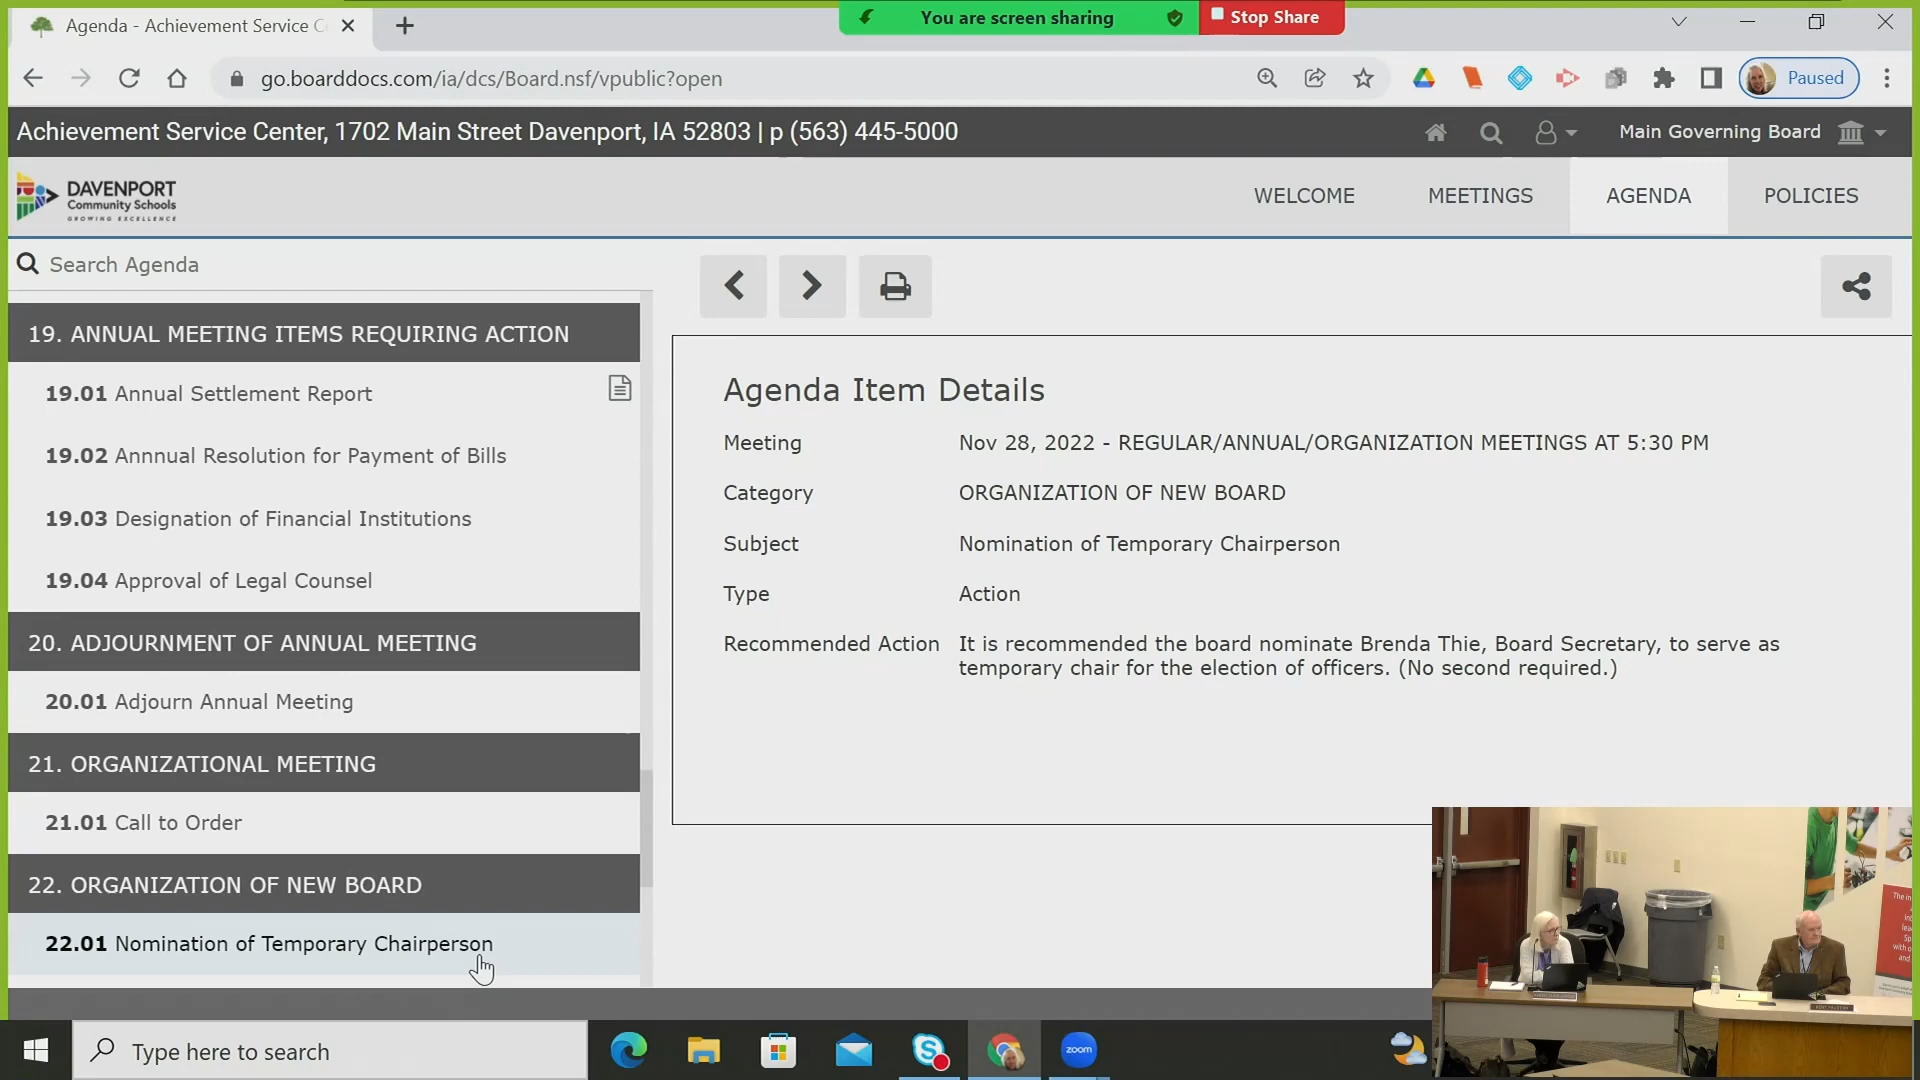 Agenda - Achievement Service C
You are screen sharing
Stop Share
go.boarddocs.com/ia/dcs/Board.nsf/vpublic?open
Paused
Achievement Service Center, 1702 Main Street Davenport, IA 52803 | p (563) 445-5000
Main Governing Board
DAVENPORT
Community Schools
GROWING EXCELLENCE
WELCOME
MEETINGS
AGENDA
POLICIES
Search Agenda
19. ANNUAL MEETING ITEMS REQUIRING ACTION
19.01 Annual Settlement Report
19.02 Annnual Resolution for Payment of Bills
19.03 Designation of Financial Institutions
19.04 Approval of Legal Counsel
20. ADJOURNMENT OF ANNUAL MEETING
20.01 Adjourn Annual Meeting
21. ORGANIZATIONAL MEETING
21.01 Call to Order
22. ORGANIZATION OF NEW BOARD
22.01 Nomination of Temporary Chairperson
Agenda Item Details
Meeting Nov 28, 2022 - REGULAR/ANNUAL/ORGANIZATION MEETINGS AT 5:30 PM
Category ORGANIZATION OF NEW BOARD
Subject Nomination of Temporary Chairperson
Type Action
Recommended Action It is recommended the board nominate Brenda Thie, Board Secretary, to serve as
temporary chair for the election of officers. (No second required.)
Type here to search
zoom